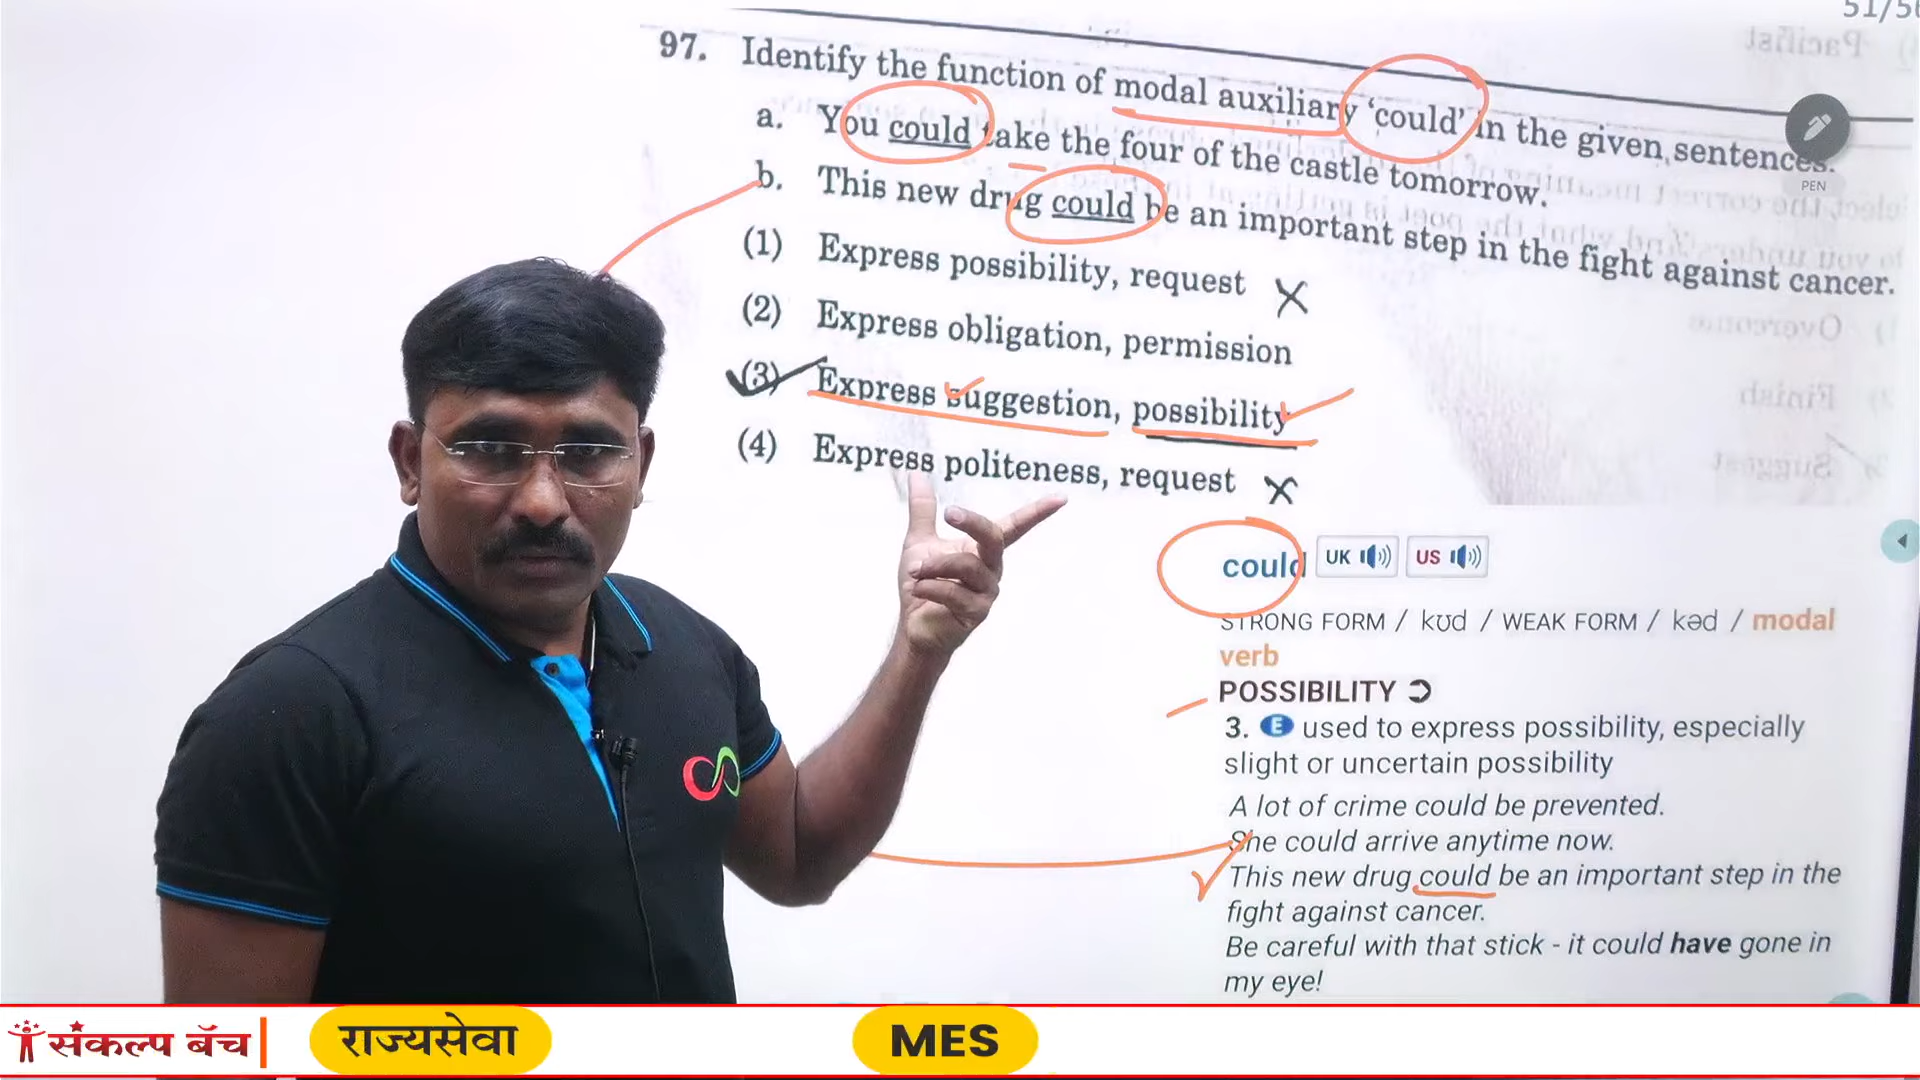 51/5
97. Identify the function of modal auxiliary ‘could’ in the given sentences.
a. You could take the four of the castle tomorrow.
b. This new drug could be an important step in the fight against cancer.
(1) Express possibility, request
(2) Express obligation, permission
(3) Express suggestion, possibility
(4) Express politeness, request
PEN
could UK US
STRONG FORM / kʊd / WEAK FORM / kəd / modal
verb
POSSIBILITY
3. E used to express possibility, especially
slight or uncertain possibility
A lot of crime could be prevented.
She could arrive anytime now.
This new drug could be an important step in the
fight against cancer.
Be careful with that stick - it could have gone in
my eye!
संकल्प बॅच राज्यसेवा MES